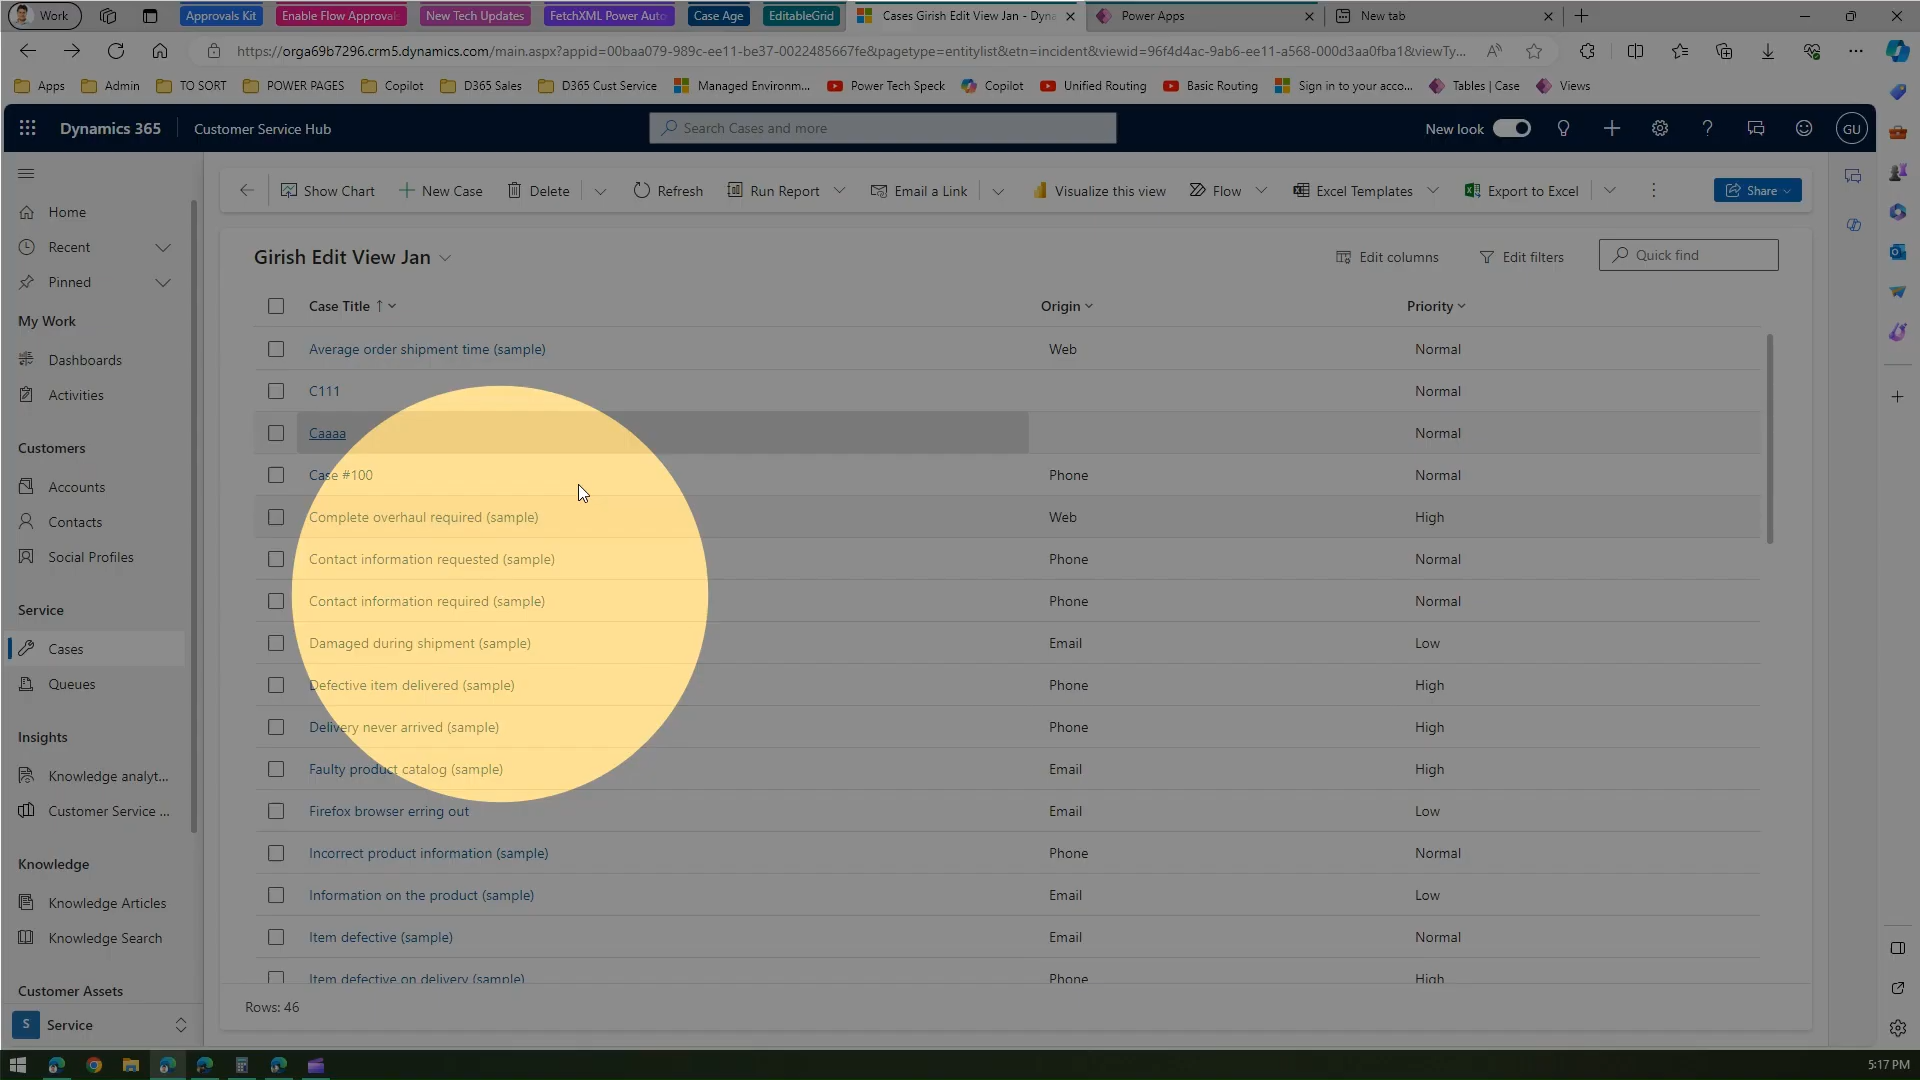 Work
Approvals Kit
Enable Flow Approval
New Tech Updates
FetchXML Power Auto
Case Age
EditableGrid
Cases Girish Edit View Jan - Dyna
Power Apps
New tab
https://orga69b7296.crm5.dynamics.com/main.aspx?appid=00baa079-989c-ee11-be37-0022485667fe&pagetype=entitylist&etn=incident&viewid=96f4d4ac-9ab6-ee11-a568-000d3aa0fba1&viewTy...
Apps
Admin
TO SORT
POWER PAGES
Copilot
D365 Sales
D365 Cust Service
Managed Environm...
Power Tech Speck
Copilot
Unified Routing
Basic Routing
Sign in to your acco...
Tables | Case
Views
Dynamics 365
Customer Service Hub
Search Cases and more
New look
GU
Show Chart
New Case
Delete
Refresh
Run Report
Email a Link
Visualize this view
Flow
Excel Templates
Export to Excel
Share
Home
Recent
Pinned
My Work
Dashboards
Activities
Customers
Accounts
Contacts
Social Profiles
Service
Cases
Queues
Insights
Knowledge analyt...
Customer Service ...
Knowledge
Knowledge Articles
Knowledge Search
Customer Assets
S Service
Girish Edit View Jan
Edit columns
Edit filters
Quick find
Case Title ↑ Origin Priority
Average order shipment time (sample) Web Normal
C111 Normal
Caaaa Normal
Case #100 Phone Normal
Complete overhaul required (sample) Web High
Contact information requested (sample) Phone Normal
Contact information required (sample) Phone Normal
Damaged during shipment (sample) Email Low
Defective item delivered (sample) Phone High
Delivery never arrived (sample) Phone High
Faulty product catalog (sample) Email High
Firefox browser erring out Email Low
Incorrect product information (sample) Phone Normal
Information on the product (sample) Email Low
Item defective (sample) Email Normal
Item defective on delivery (sample) Phone High
Rows: 46
5:17 PM